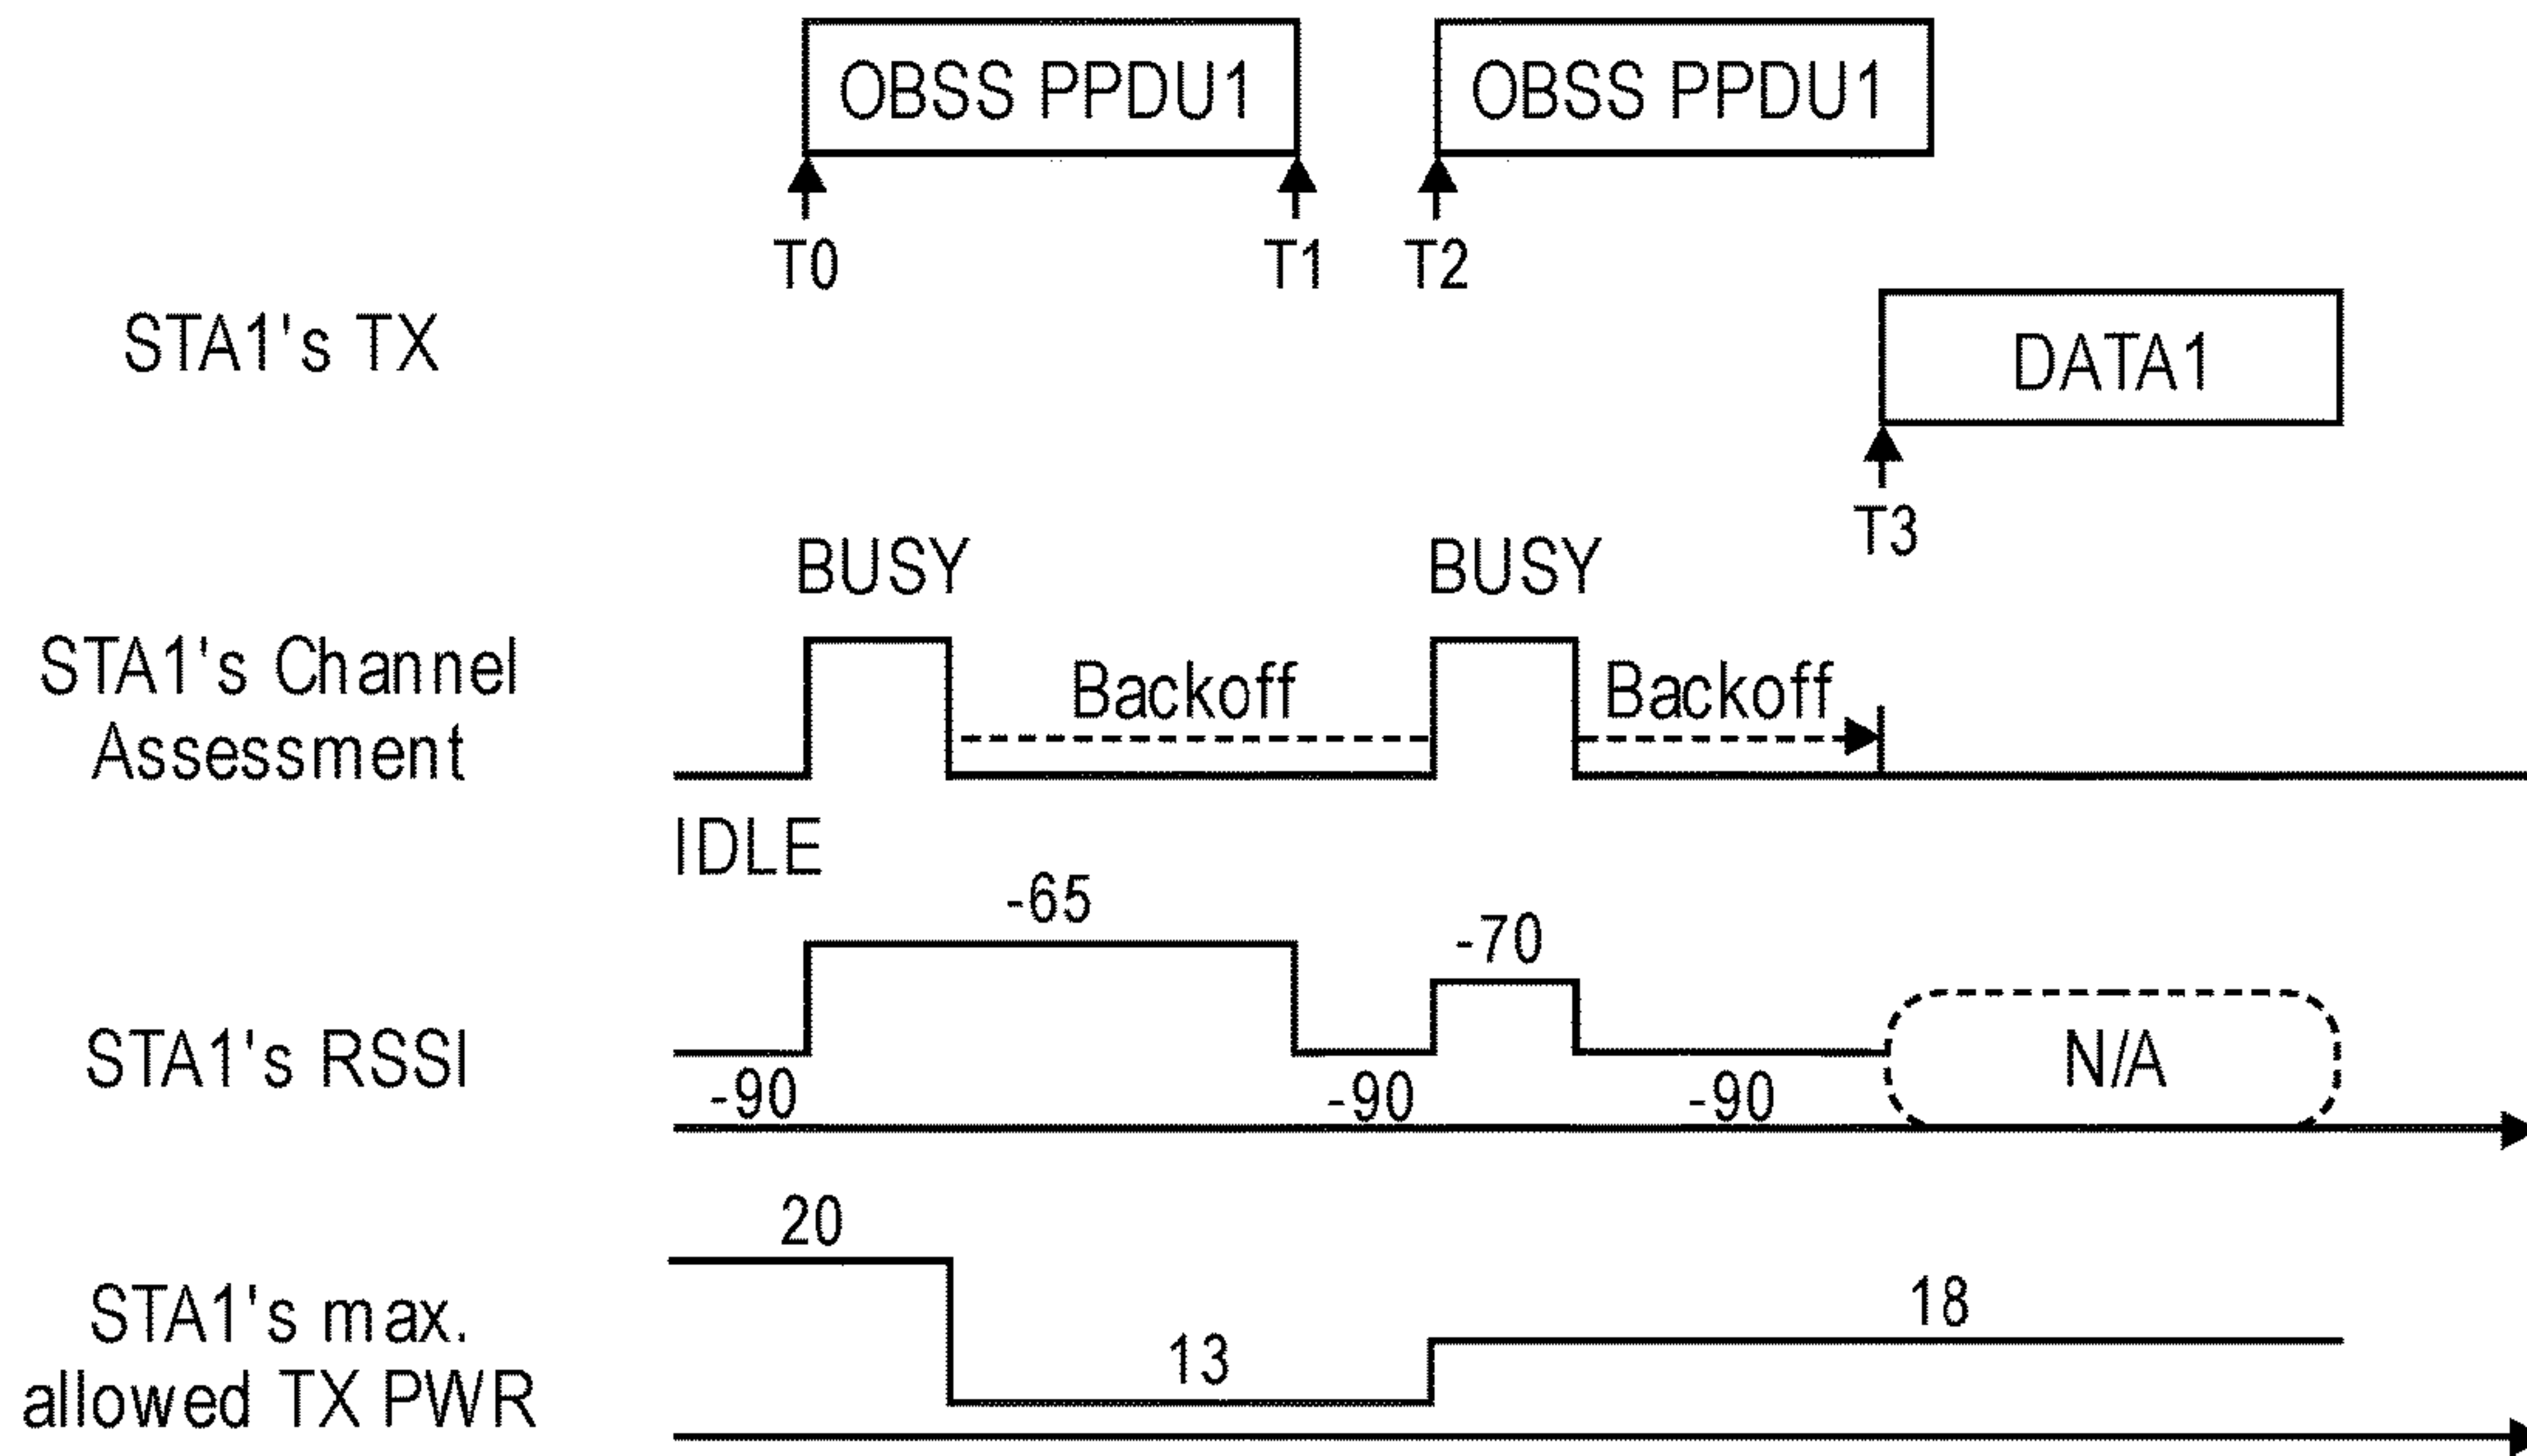 OBSS PPDU1 OBSS PPDU1
T0 T1 T2
STA1's TX DATA1
T3
BUSY BUSY
STA1's Channel
Assessment
Backoff Backoff
IDLE
-65
-70
STA1's RSSI
N/A
-90 -90 -90
20
18
STA1's max.
allowed TX PWR
13